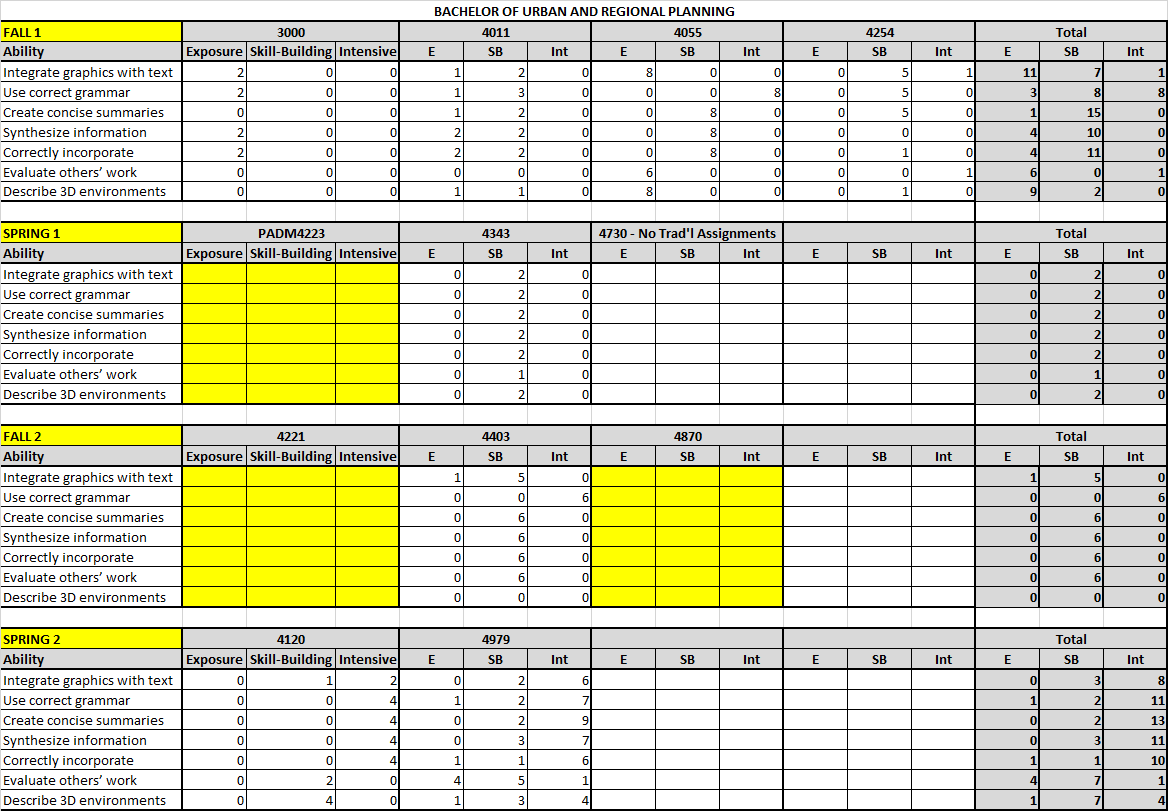 BACHELOR OF URBAN AND REGIONAL PLANNING
FALL 1 3000 4011 4055 4254 Total
Ability Exposure Skill-Building Intensive E SB Int E SB Int E SB Int E SB Int
Integrate graphics with text 2 0 0 1 2 0 8 0 0 0 5 1 11 7 1
Use correct grammar 2 0 0 1 3 0 0 0 8 0 5 0 3 8 8
Create concise summaries 0 0 0 1 2 0 0 8 0 0 5 0 1 15 0
Synthesize information 2 0 0 2 2 0 0 8 0 0 0 0 4 10 0
Correctly incorporate 2 0 0 2 2 0 0 8 0 0 1 0 4 11 0
Evaluate others’ work 0 0 0 0 0 0 6 0 0 0 0 1 6 0 1
Describe 3D environments 0 0 0 1 1 0 8 0 0 0 1 0 9 2 0
SPRING 1 PADM4223 4343 4730 - No Trad'l Assignments Total
Ability Exposure Skill-Building Intensive E SB Int E SB Int E SB Int E SB Int
Integrate graphics with text 0 2 0 0 2 0
Use correct grammar 0 2 0 0 2 0
Create concise summaries 0 2 0 0 2 0
Synthesize information 0 2 0 0 2 0
Correctly incorporate 0 2 0 0 2 0
Evaluate others’ work 0 1 0 0 1 0
Describe 3D environments 0 2 0 0 2 0
FALL 2 4221 4403 4870 Total
Ability Exposure Skill-Building Intensive E SB Int E SB Int E SB Int E SB Int
Integrate graphics with text 1 5 0 1 5 0
Use correct grammar 0 0 6 0 0 6
Create concise summaries 0 6 0 0 6 0
Synthesize information 0 6 0 0 6 0
Correctly incorporate 0 6 0 0 6 0
Evaluate others’ work 0 6 0 0 6 0
Describe 3D environments 0 0 0 0 0 0
SPRING 2 4120 4979 Total
Ability Exposure Skill-Building Intensive E SB Int E SB Int E SB Int E SB Int
Integrate graphics with text 0 1 2 0 2 6 0 3 8
Use correct grammar 0 0 4 1 2 7 1 2 11
Create concise summaries 0 0 4 0 2 9 0 2 13
Synthesize information 0 0 4 0 3 7 0 3 11
Correctly incorporate 0 0 4 1 1 6 1 1 10
Evaluate others’ work 0 2 0 4 5 1 4 7 1
Describe 3D environments 0 4 0 1 3 4 1 7 4